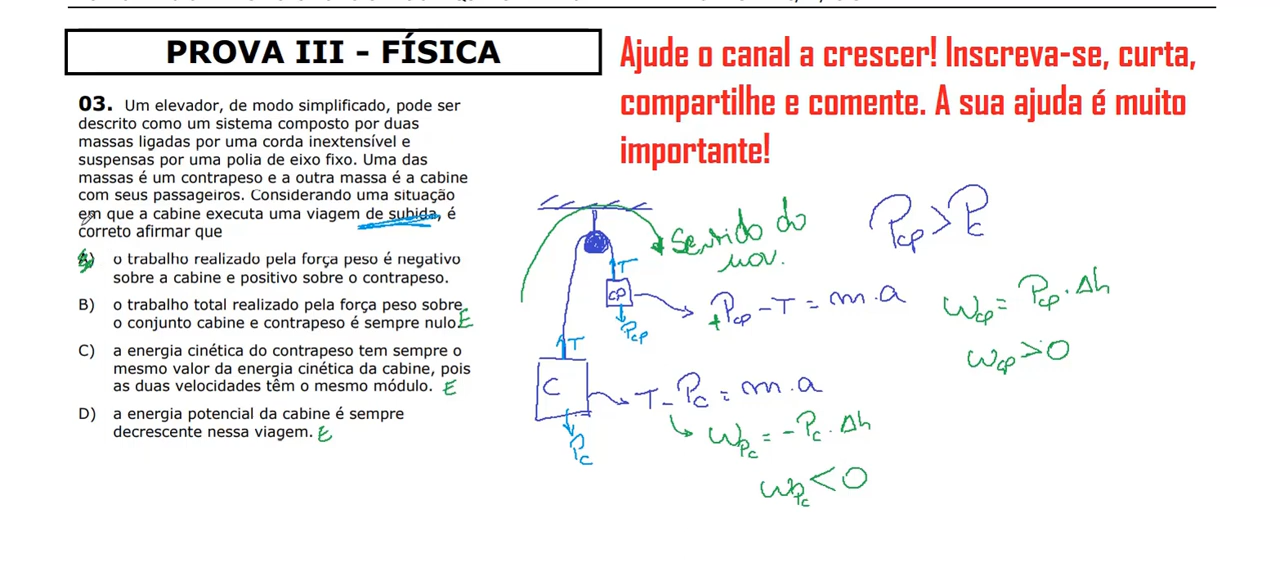 PROVA III – FÍSICA
Ajude o canal a crescer! Inscreva-se, curta,
compartilhe e comente. A sua ajuda é muito
importante!
03. Um elevador, de modo simplificado, pode ser
descrito como um sistema composto por duas
massas ligadas por uma corda inextensível e
suspensas por uma polia de eixo fixo. Uma das
massas é um contrapeso e a outra massa é a cabine
com seus passageiros. Considerando uma situação
em que a cabine executa uma viagem de subida, é
correto afirmar que
A) o trabalho realizado pela força peso é negativo
sobre a cabine e positivo sobre o contrapeso.
B) o trabalho total realizado pela força peso sobre
o conjunto cabine e contrapeso é sempre nulo. E
C) a energia cinética do contrapeso tem sempre o
mesmo valor da energia cinética da cabine, pois
as duas velocidades têm o mesmo módulo. E
D) a energia potencial da cabine é sempre
decrescente nessa viagem. E
Sentido do
mov.
Pcp > Pc
T
CP
Pcp
+Pcp - T = m.a
Wcp = Pcp . Δh
Wcp > 0
T
C
Pc
T - Pc = m.a
WPc = - Pc . Δh
WPc < 0